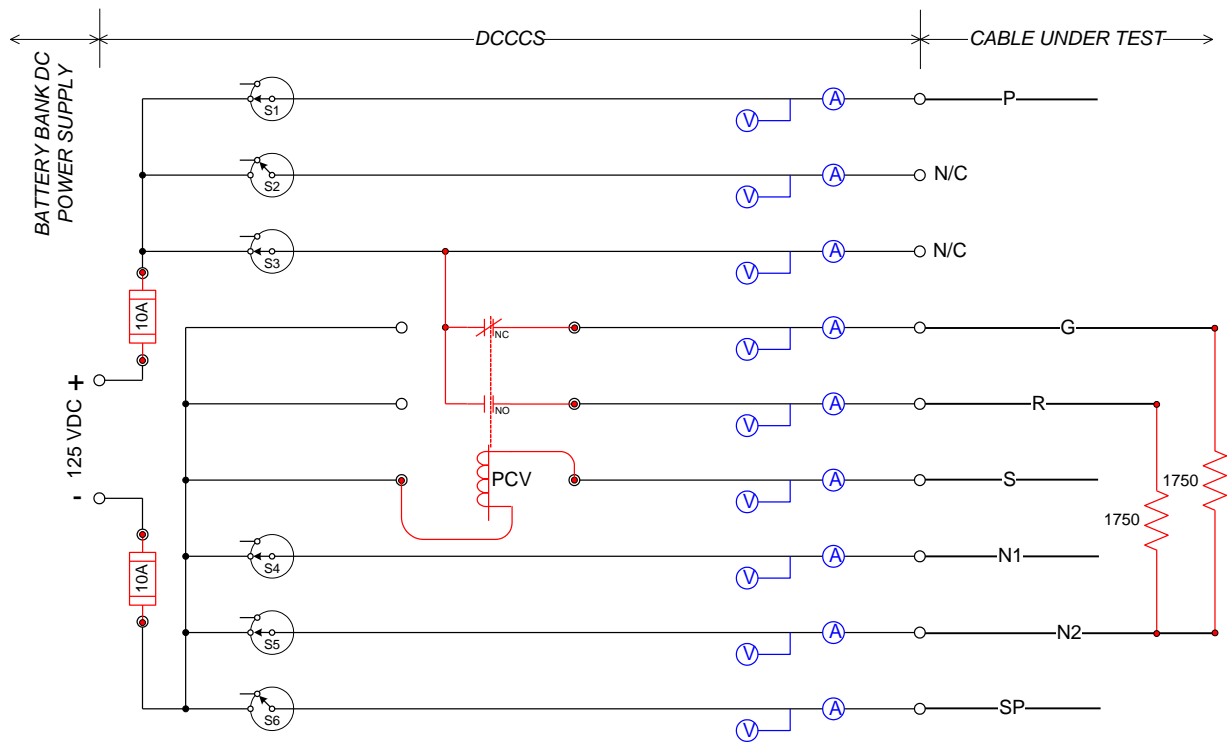 DCCCS
CABLE UNDER TEST
BATTERY BANK DC
POWER SUPPLY
S1
V
A
P
S2
V
A
N/C
S3
V
A
N/C
10A
NC
V
A
G
125 VDC
+
-
NO
V
A
R
PCV
V
A
S
1750
1750
10A
S4
V
A
N1
S5
V
A
N2
S6
V
A
SP